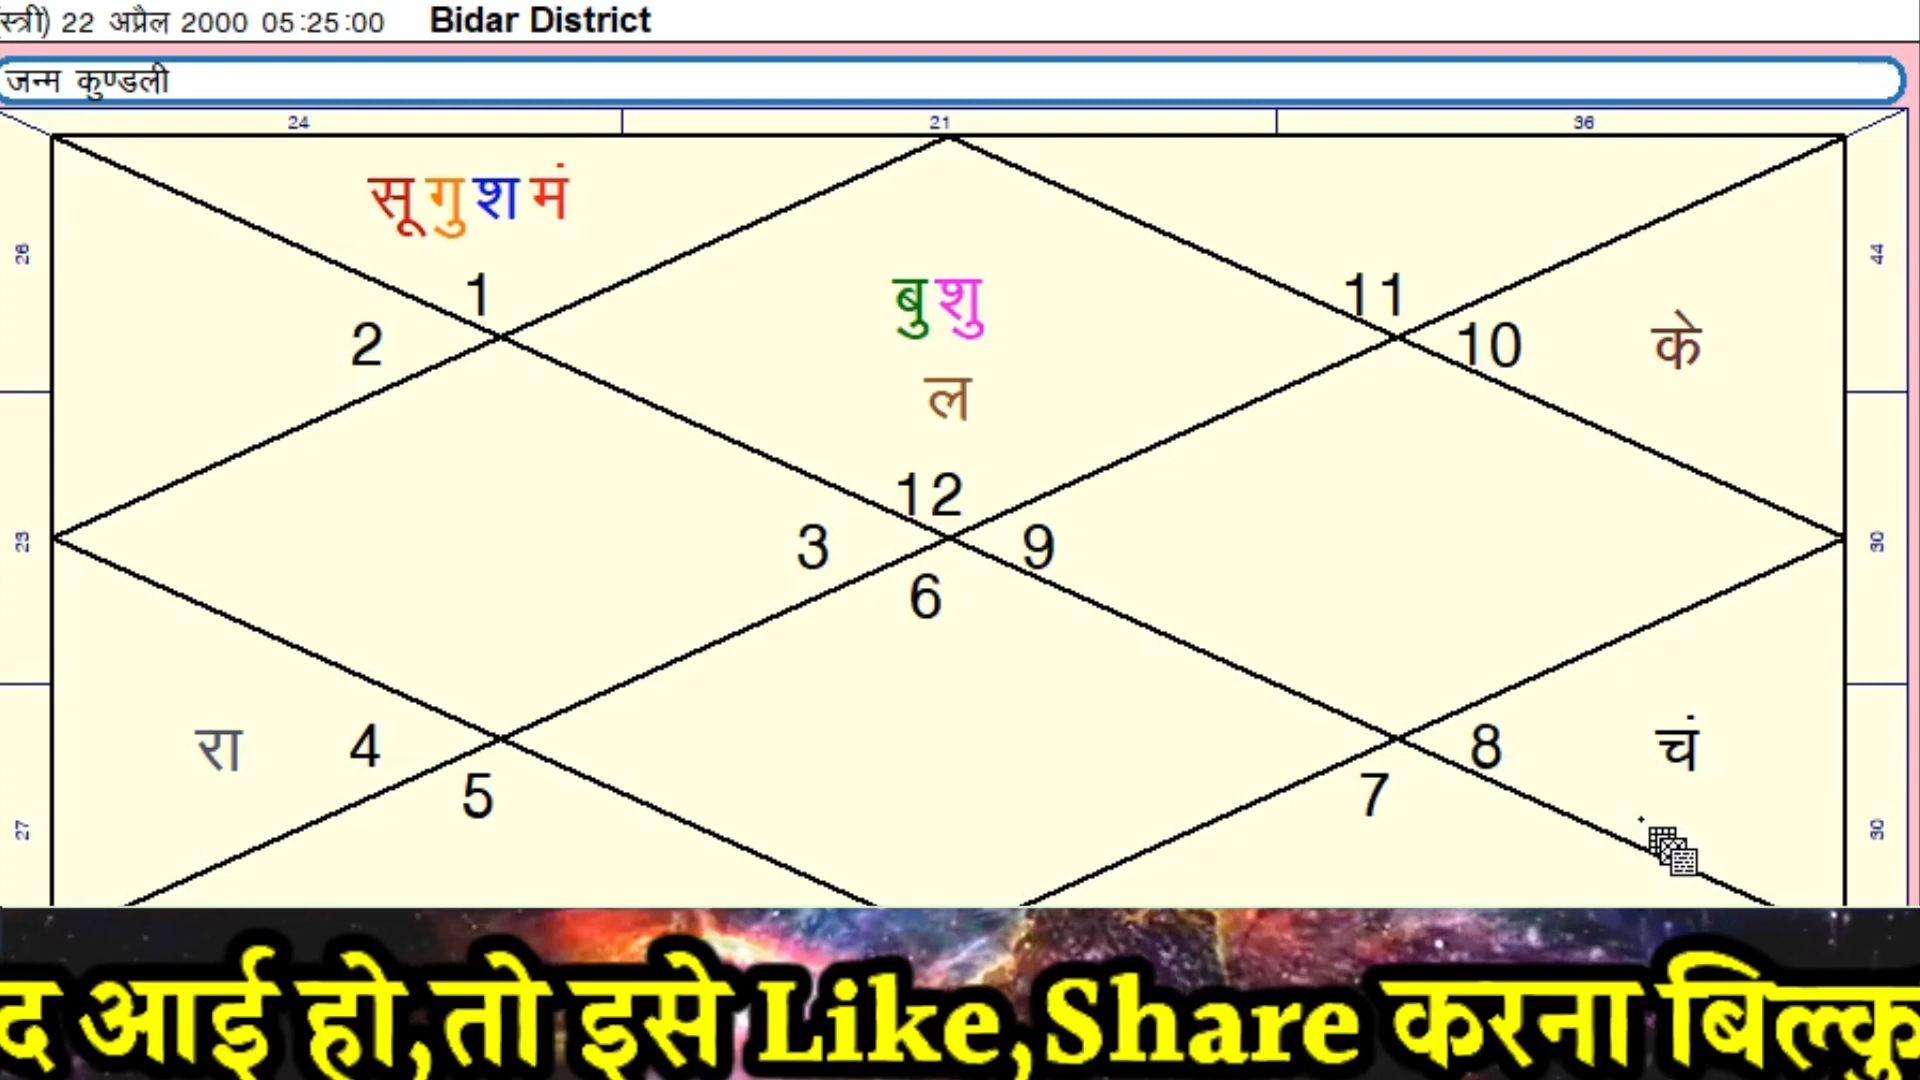 (स्त्री) 22 अप्रैल 2000 05:25:00 Bidar District
जन्म कुण्डली
24 21 36
सू गु श मं
26 44
1 बु शु 11
2 10 के
ल
12
23 3 9 30
6
रा 4 8 चं
5 7
27 30
द आई हो,तो इसे Like,Share करना बिल्कु